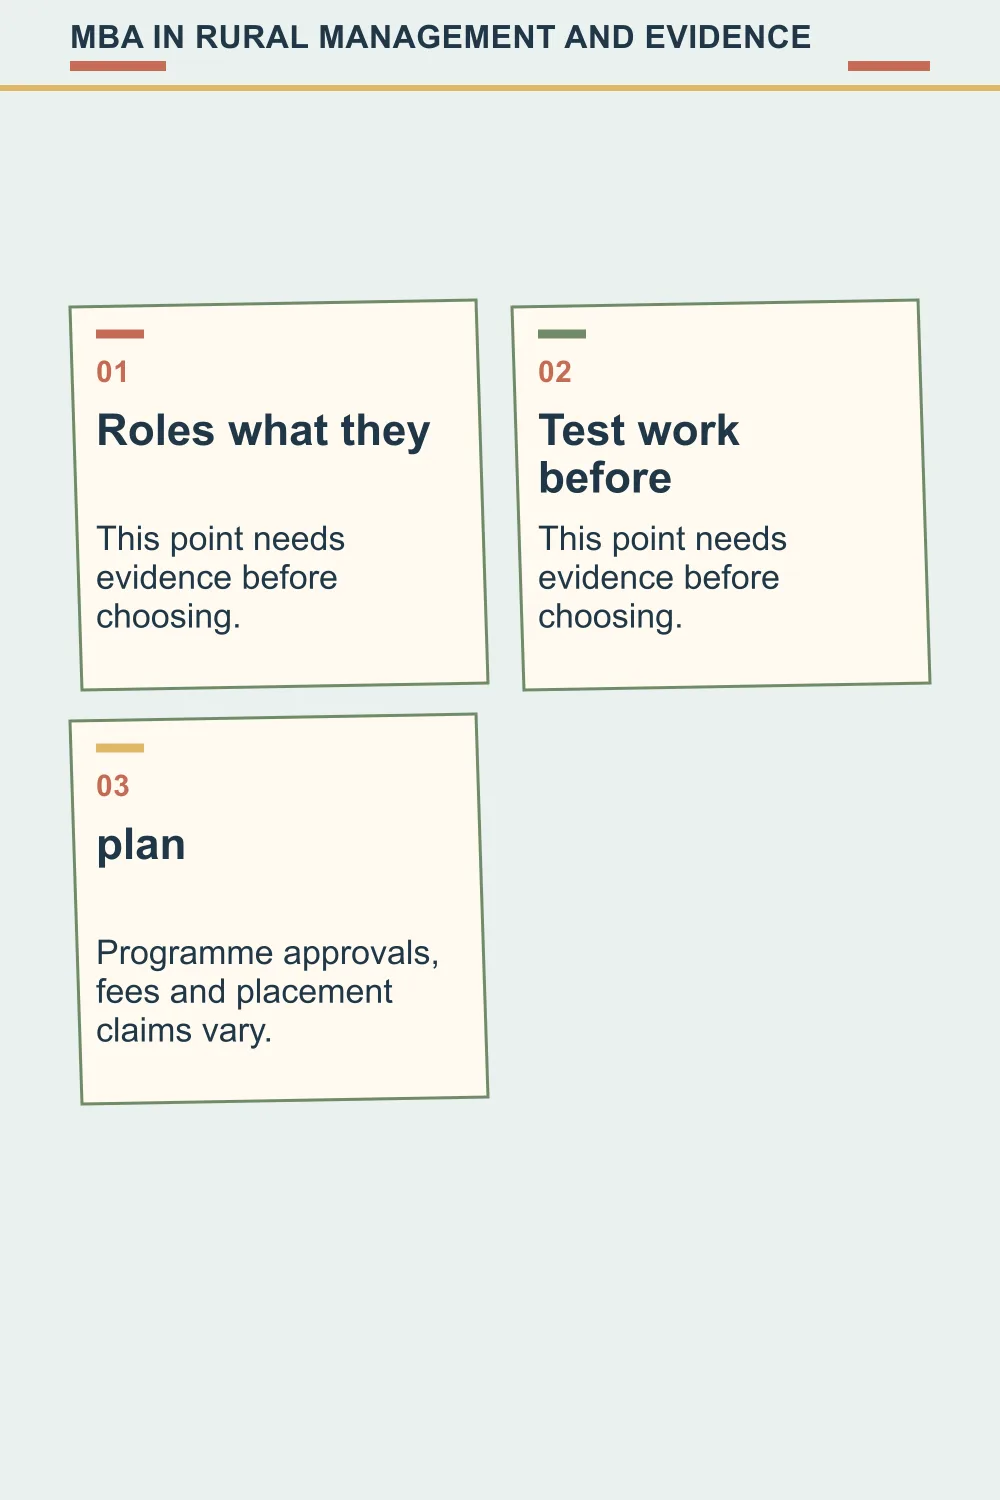 MBA IN RURAL MANAGEMENT AND EVIDENCE
01
Roles what they
This point needs
evidence before
choosing.
02
Test work
before
This point needs
evidence before
choosing.
03
plan
Programme approvals,
fees and placement
claims vary.